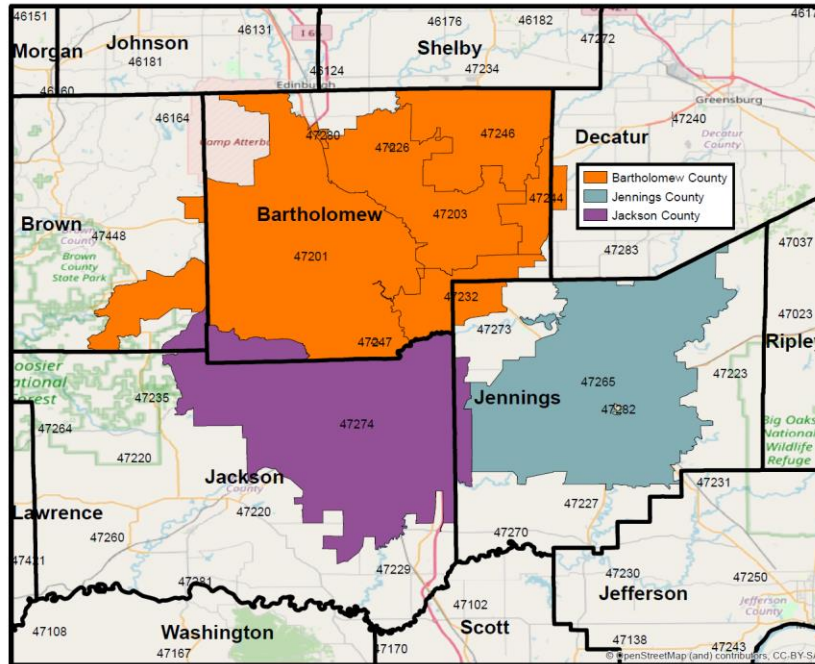 46151
46131
46176
46182
I 65
47272
Johnson
Morgan
46181
Shelby
46124
47234
Edinburgh
46160
Greensburg
46164
47240
Camp Atterbu
47280
47226
47246
Decatur
Decatur
County
Bartholomew County
Jennings County
Jackson County
47244
Bartholomew
47203
Brown
47448
Brown
County
State Park
47201
47283
47037
47232
47273
47023
47247
Ripley
Hoosier
National
Forest
47235
47265
47223
Jennings
47282
47274
47264
Big Oaks
National
Wildlife
Refuge
47220
Jackson
County
47231
47220
47227
Lawrence
47260
47270
47421
47229
47230
47250
47281
Jefferson
Jefferson
County
47102
47108
Washington
Scott
47167
47170
47138
47243
© OpenStreetMap (and) contributors, CC-BY-SA